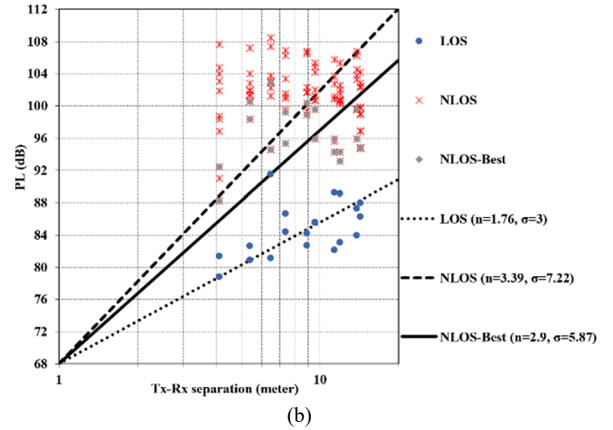 112
108
104
100
96
92
88
84
80
76
72
68
PL (dB)
1
10
Tx-Rx separation (meter)
LOS
NLOS
NLOS-Best
LOS (n=1.76, σ=3)
NLOS (n=3.39, σ=7.22)
NLOS-Best (n=2.9, σ=5.87)
(b)